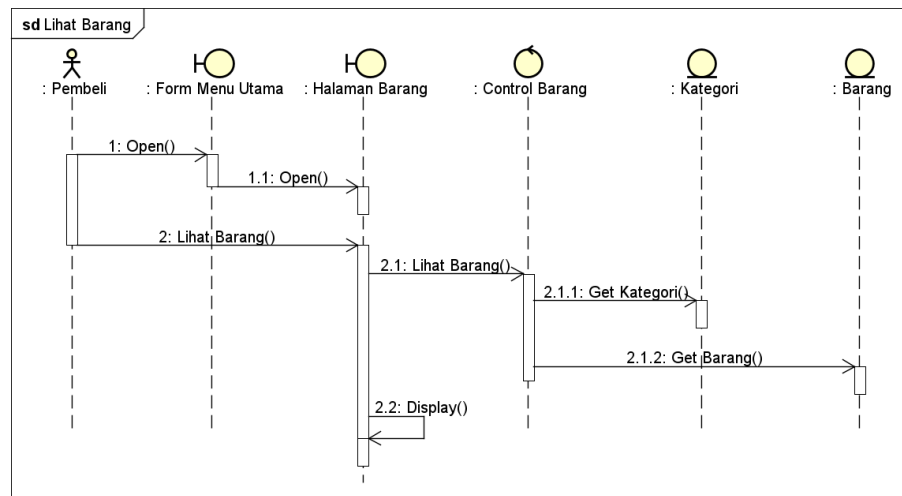 sd Lihat Barang
: Pembeli
: Form Menu Utama
: Halaman Barang
: Control Barang
: Kategori
: Barang
1: Open()
1.1: Open()
2: Lihat Barang()
2.1: Lihat Barang()
2.1.1: Get Kategori()
2.1.2: Get Barang()
2.2: Display()